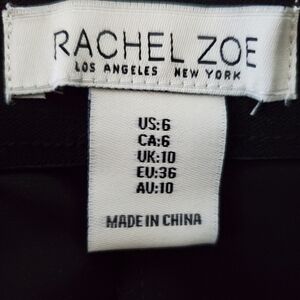 RACHEL ZOE
LOS ANGELES NEW YORK
US:6
CA:6
UK:10
EU:36
AU:10
MADE IN CHINA